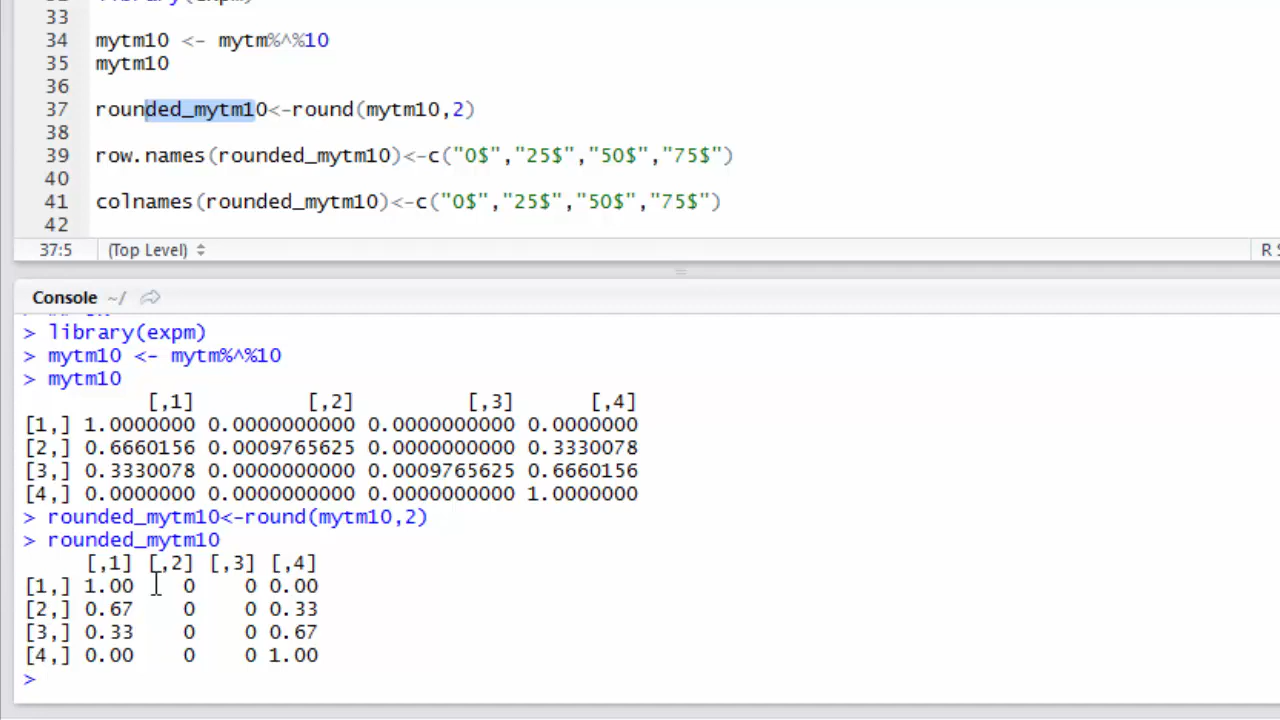 33
34 mytm10 <- mytm%^%10
35 mytm10
36
37 rounded_mytm10<-round(mytm10,2)
38
39 row.names(rounded_mytm10)<-c("0$","25$","50$","75$")
40
41 colnames(rounded_mytm10)<-c("0$","25$","50$","75$")
42
37:5 (Top Level) R S
Console ~/
> library(expm)
> mytm10 <- mytm%^%10
> mytm10
[,1] [,2] [,3] [,4]
[1,] 1.0000000 0.0000000000 0.0000000000 0.0000000
[2,] 0.6660156 0.0009765625 0.0000000000 0.3330078
[3,] 0.3330078 0.0000000000 0.0009765625 0.6660156
[4,] 0.0000000 0.0000000000 0.0000000000 1.0000000
> rounded_mytm10<-round(mytm10,2)
> rounded_mytm10
[,1] [,2] [,3] [,4]
[1,] 1.00 0 0 0.00
[2,] 0.67 0 0 0.33
[3,] 0.33 0 0 0.67
[4,] 0.00 0 0 1.00
>